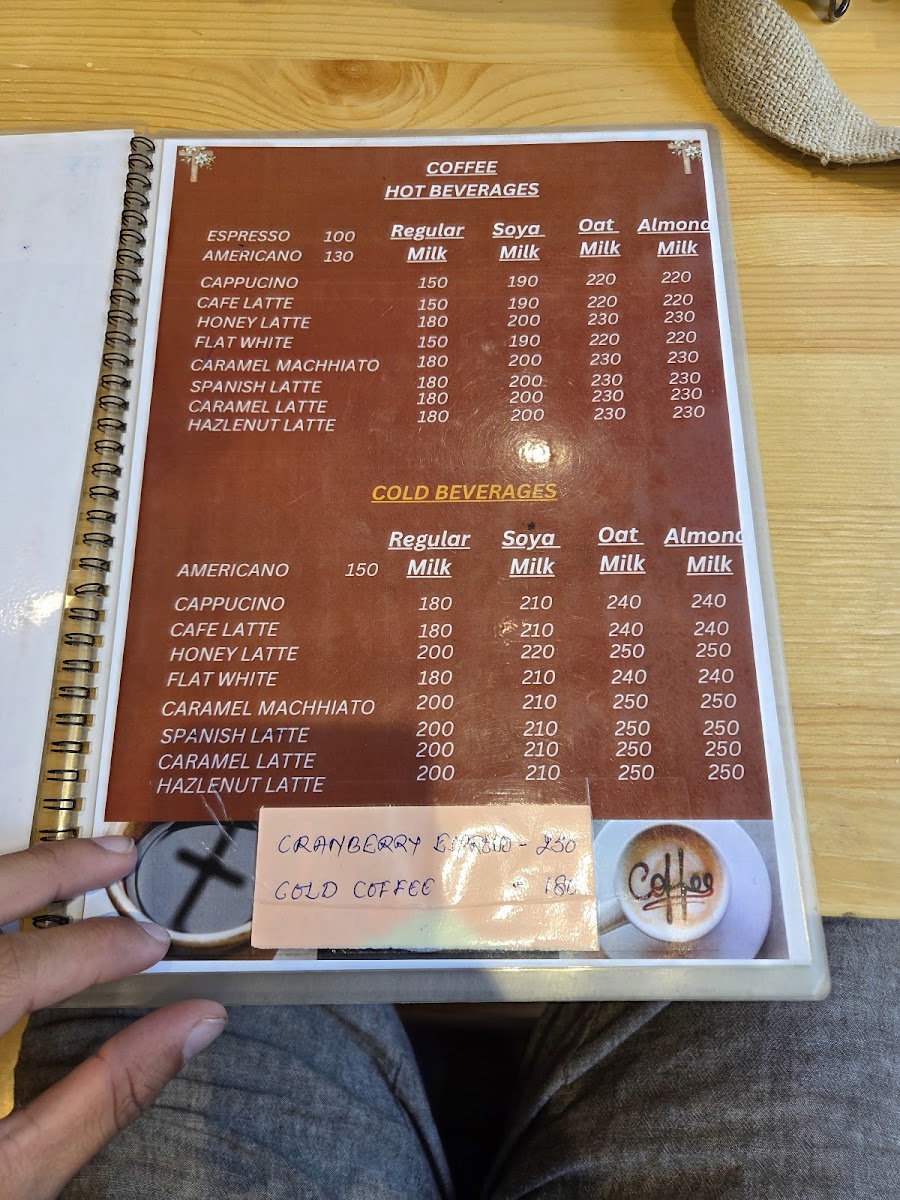 COFFEE
HOT BEVERAGES
Regular Soya Oat Almond
Milk Milk Milk Milk
ESPRESSO 100
AMERICANO 130
CAPPUCINO 150 190 220 220
CAFE LATTE 150 190 220 220
HONEY LATTE 180 200 230 230
FLAT WHITE 150 190 220 220
CARAMEL MACHHIATO 180 200 230 230
SPANISH LATTE 180 200 230 230
CARAMEL LATTE 180 200 230 230
HAZLENUT LATTE 180 200 230 230
COLD BEVERAGES
Regular Soya Oat Almond
Milk Milk Milk Milk
AMERICANO 150
CAPPUCINO 180 210 240 240
CAFE LATTE 180 210 240 240
HONEY LATTE 200 220 250 250
FLAT WHITE 180 210 240 240
CARAMEL MACHHIATO 200 210 250 250
SPANISH LATTE 200 210 250 250
CARAMEL LATTE 200 210 250 250
HAZLENUT LATTE 200 210 250 250
CRANBERRY - 250
COLD COFFEE - 180
Coffee